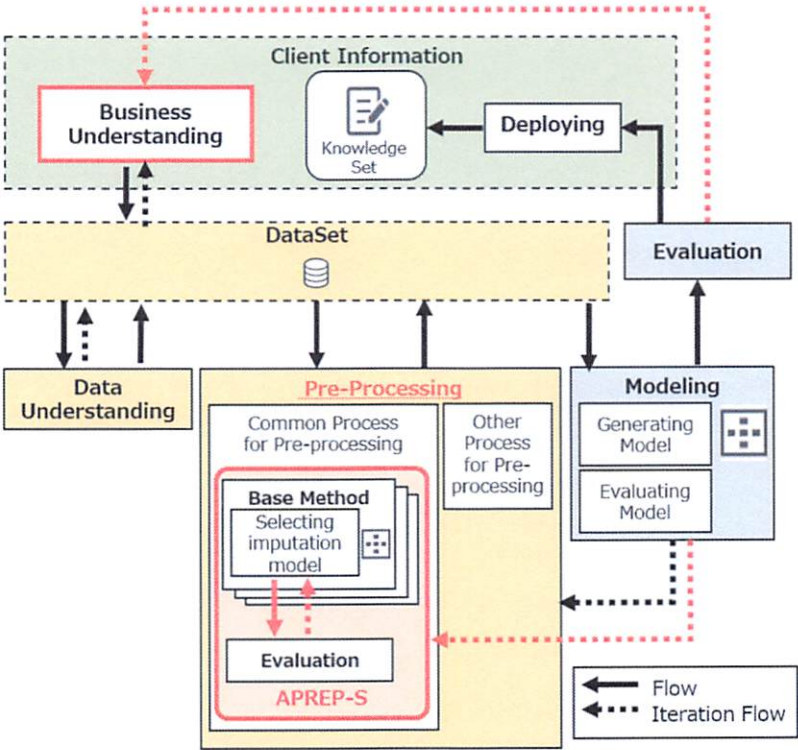 Client Information
Business
Understanding
Knowledge
Set
Deploying
DataSet
Evaluation
Data
Understanding
Pre-Processing
Common Process
for Pre-processing
Other
Process
for Pre-
processing
Base Method
Selecting
imputation
model
Evaluation
APREP-S
Modeling
Generating
Model
Evaluating
Model
Flow
Iteration Flow